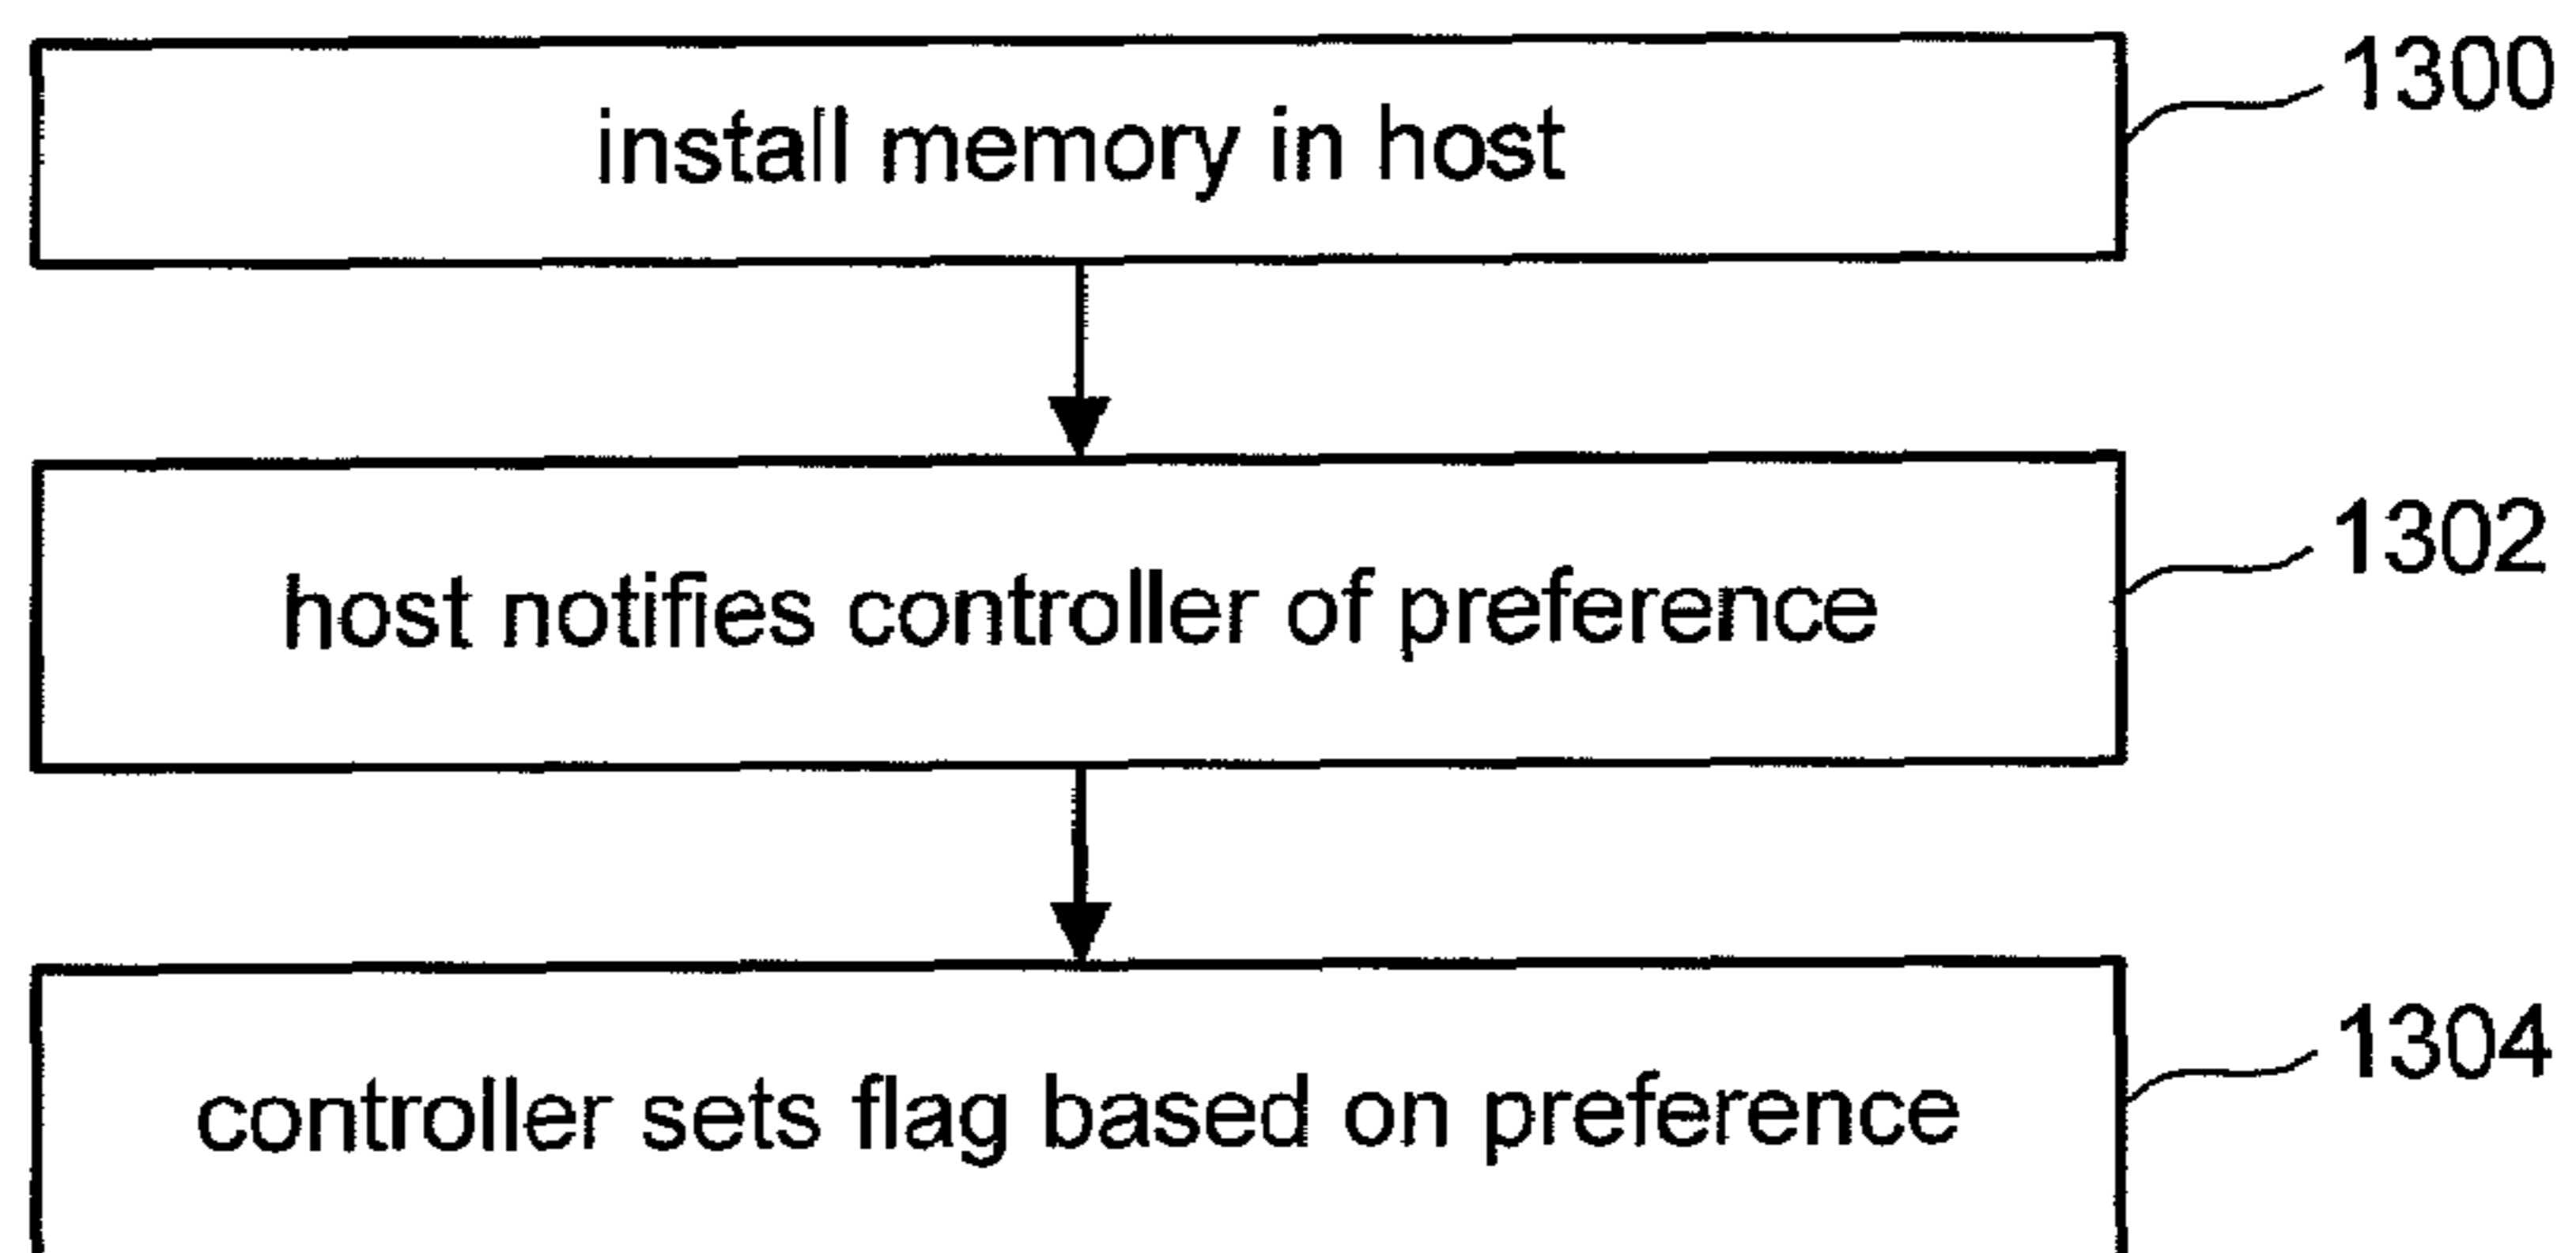 install memory in host
1300
host notifies controller of preference
1302
controller sets flag based on preference
1304